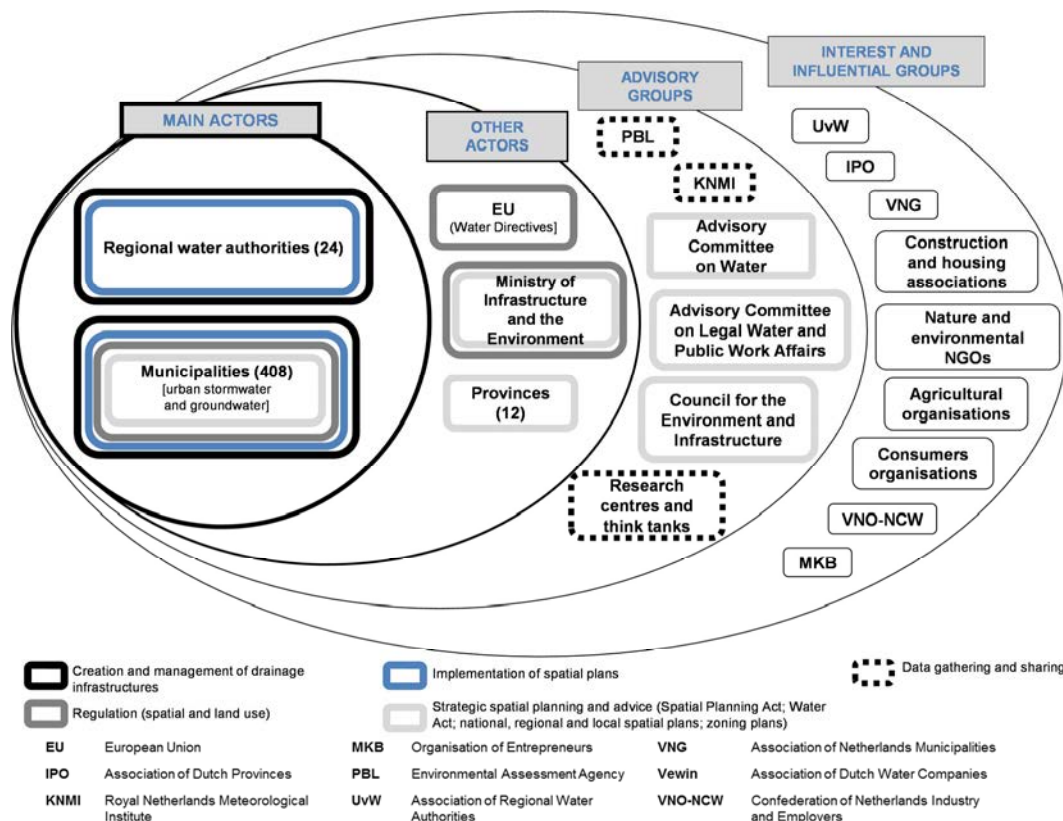 INTEREST AND
INFLUENTIAL GROUPS
ADVISORY
GROUPS
MAIN ACTORS
OTHER
ACTORS
Regional water authorities (24)
Municipalities (408)
[urban stormwater
and groundwater]
EU
(Water Directives]
Ministry of
Infrastructure
and the
Environment
Provinces
(12)
PBL
KNMI
Advisory
Committee
on Water
Advisory Committee
on Legal Water and
Public Work Affairs
Council for the
Environment and
Infrastructure
Research
centres and
think tanks
UvW
IPO
VNG
Construction
and housing
associations
Nature and
environmental
NGOs
Agricultural
organisations
Consumers
organisations
VNO-NCW
MKB
Creation and management of drainage
infrastructures
Implementation of spatial plans
Data gathering and sharing
Regulation (spatial and land use)
Strategic spatial planning and advice (Spatial Planning Act; Water
Act; national, regional and local spatial plans; zoning plans)
EU European Union
MKB Organisation of Entrepreneurs
VNG Association of Netherlands Municipalities
IPO Association of Dutch Provinces
PBL Environmental Assessment Agency
Vewin Association of Dutch Water Companies
KNMI Royal Netherlands Meteorological
Institute
UvW Association of Regional Water
Authorities
VNO-NCW Confederation of Netherlands Industry
and Employers